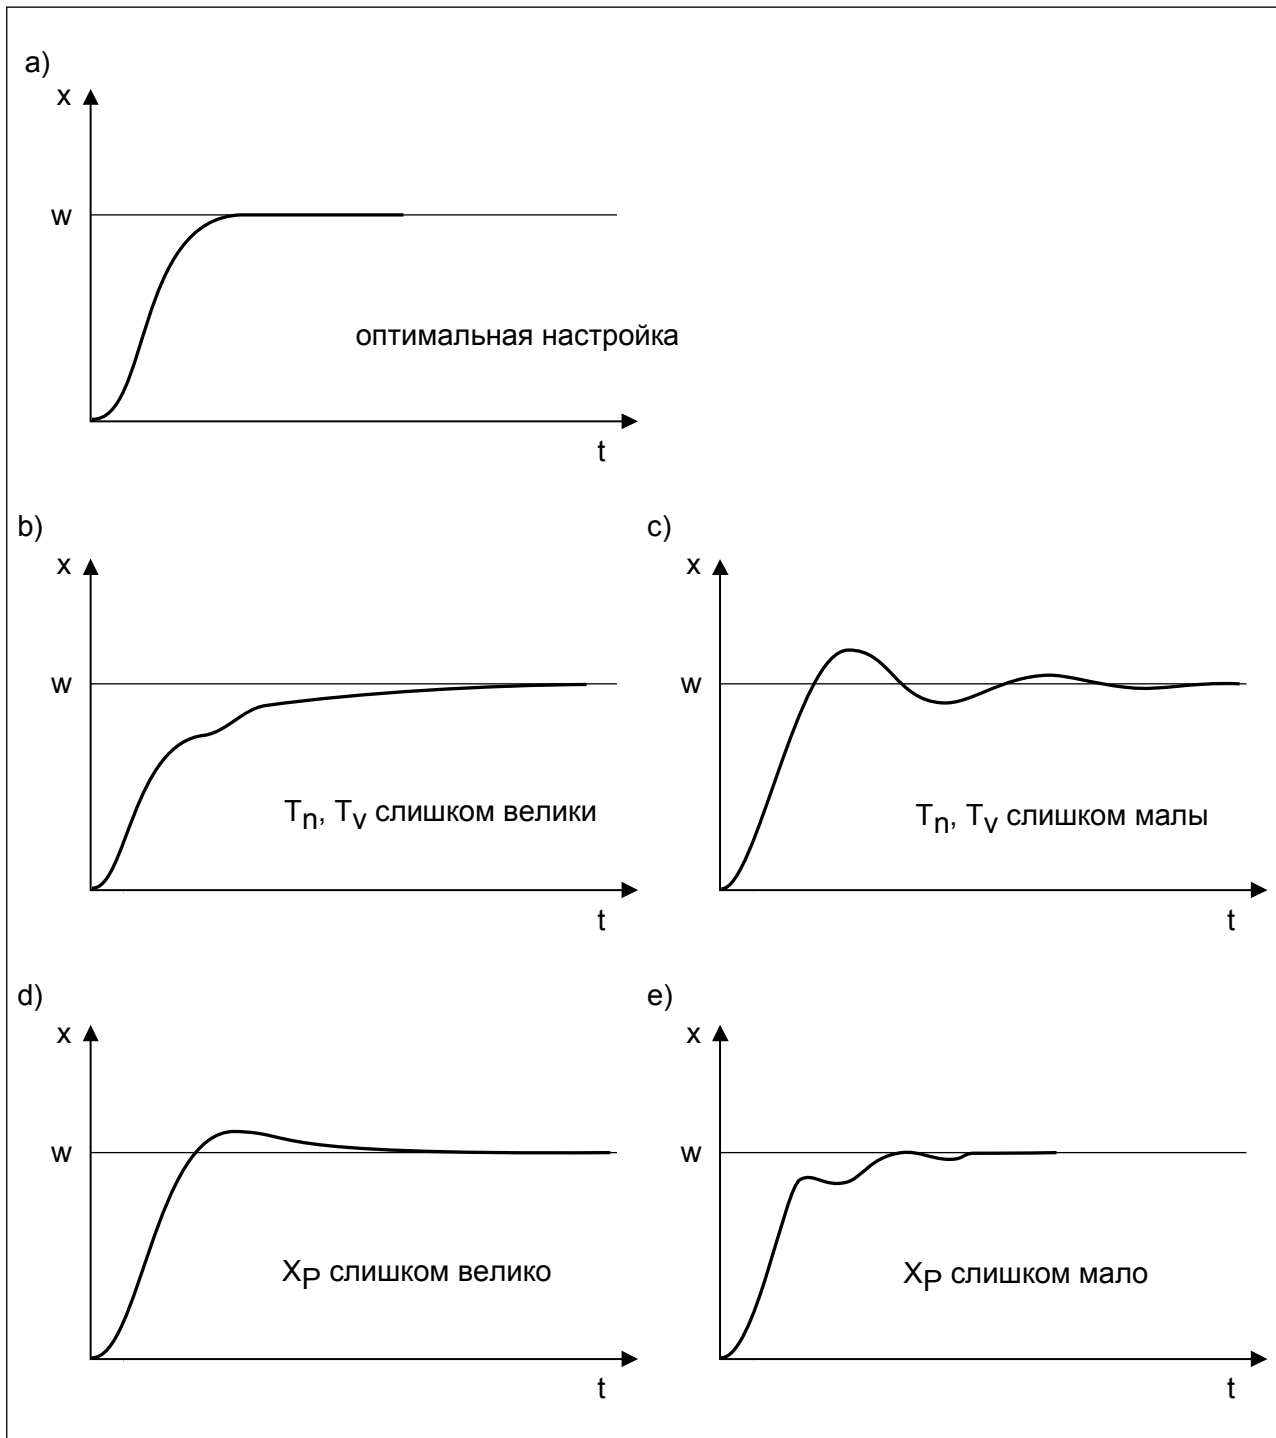 a)
x
w
оптимальная настройка
t
b)
x
w
Tn, Tv слишком велики
t
c)
x
w
Tn, Tv слишком малы
t
d)
x
w
XP слишком велико
t
e)
x
w
XP слишком мало
t